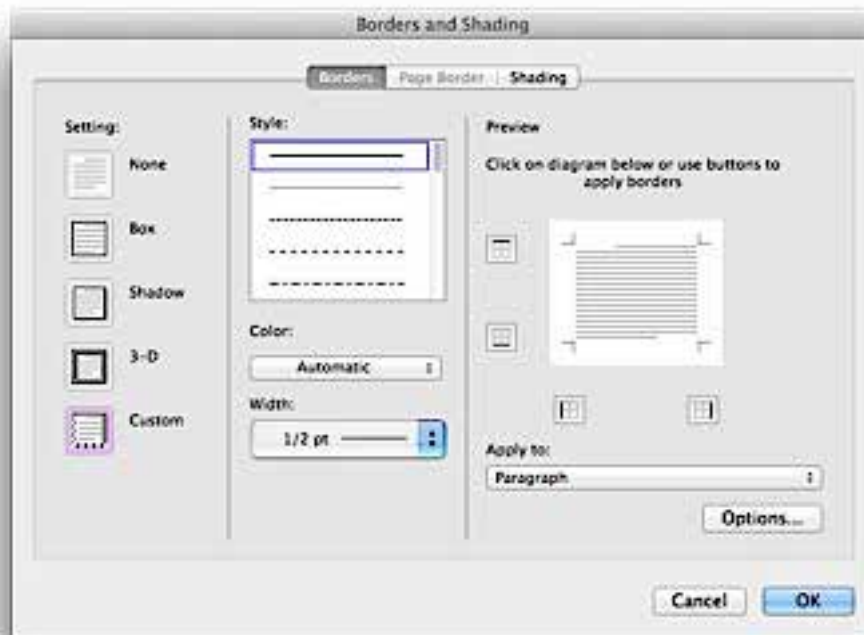 Borders and Shading
Borders Page Border Shading
Setting:
None
Box
Shadow
3-D
Custom
Style:
Color:
Automatic
Width:
1/2 pt
Preview
Click on diagram below or use buttons to
apply borders
Apply to:
Paragraph
Options...
Cancel OK